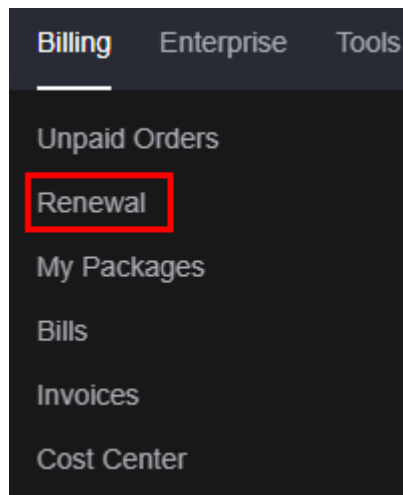 Billing Enterprise Tools
Unpaid Orders
Renewal
My Packages
Bills
Invoices
Cost Center